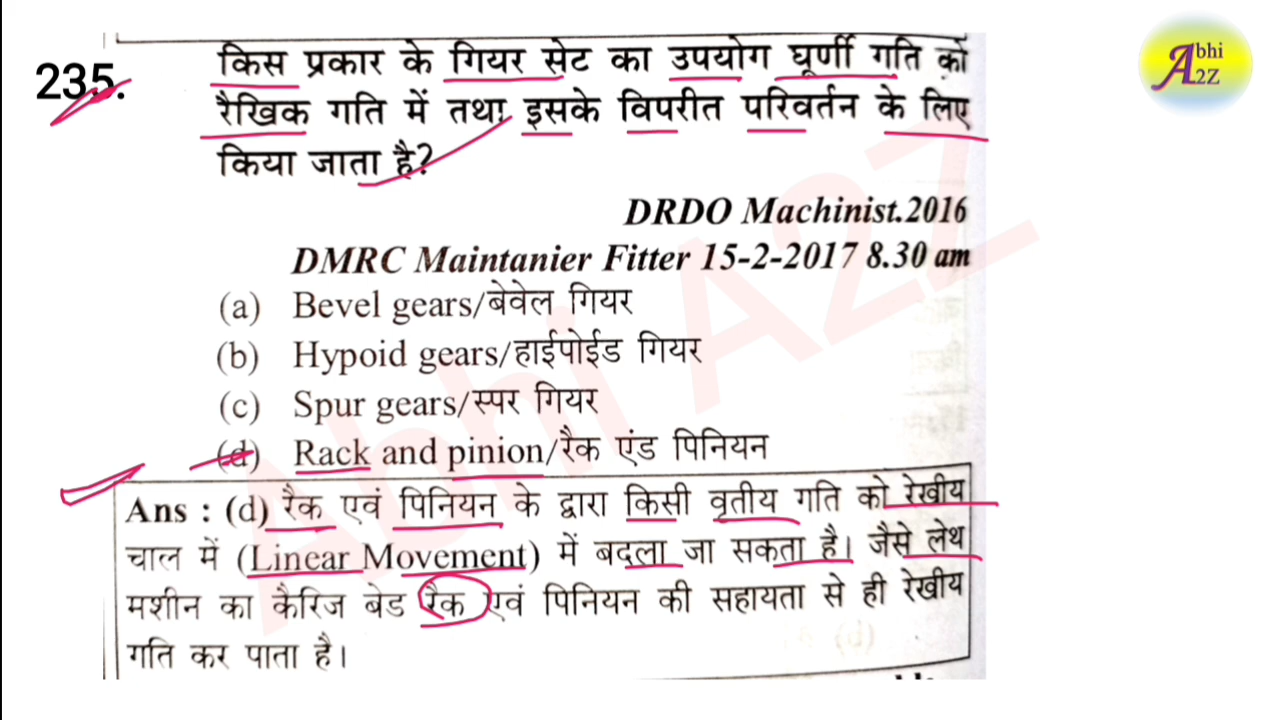 Abhi
A2Z
235. किस प्रकार के गियर सेट का उपयोग घूर्णी गति को
रैखिक गति में तथा इसके विपरीत परिवर्तन के लिए
किया जाता है?
DRDO Machinist.2016
DMRC Maintanier Fitter 15-2-2017 8.30 am
(a) Bevel gears/बेवेल गियर
(b) Hypoid gears/हाईपोईड गियर
(c) Spur gears/स्पर गियर
(d) Rack and pinion/रैक एंड पिनियन
Ans : (d) रैक एवं पिनियन के द्वारा किसी वृतीय गति को रेखीय
चाल में (Linear Movement) में बदला जा सकता है। जैसे लेथ
मशीन का कैरिज बेड रैक एवं पिनियन की सहायता से ही रेखीय
गति कर पाता है।
Abhi A2Z